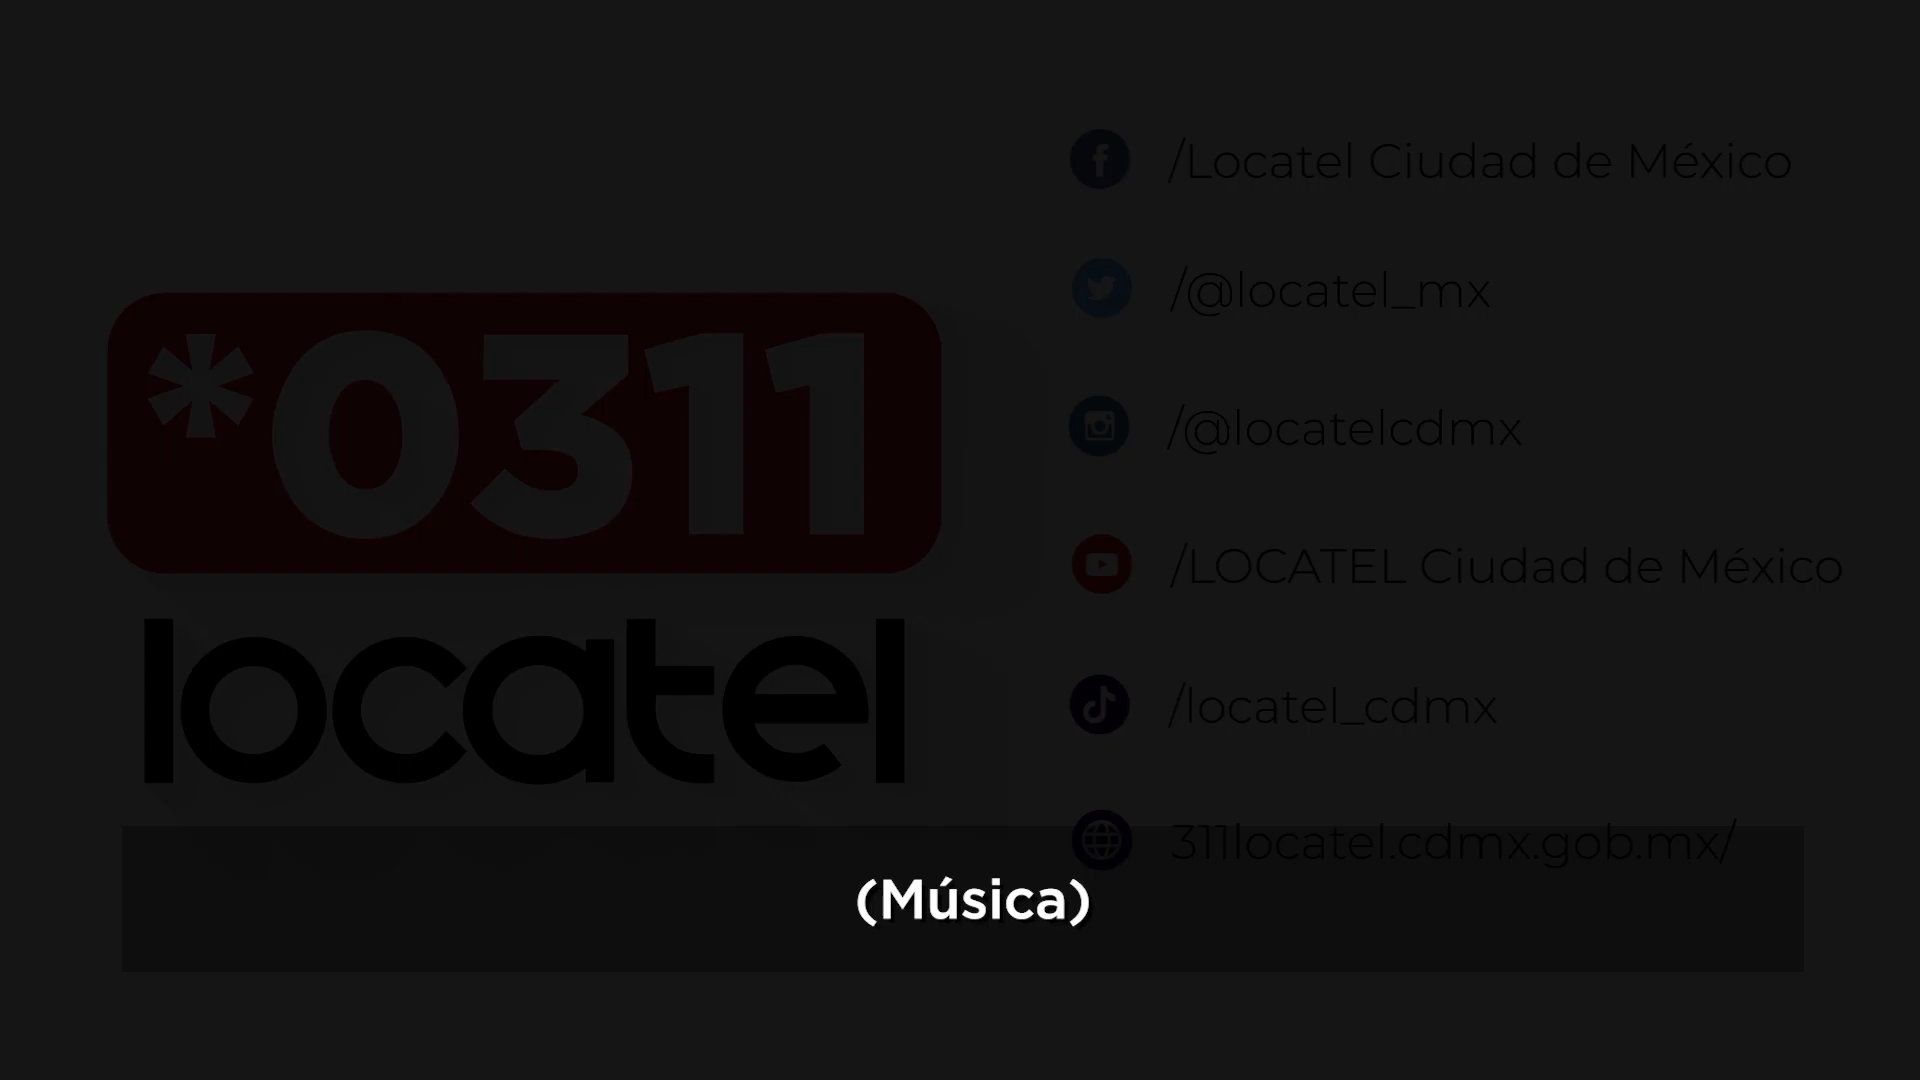 *0311
locatel
/Locatel Ciudad de México
/@locatel_mx
/@locatelcdmx
/LOCATEL Ciudad de México
/locatel_cdmx
311locatel.cdmx.gob.mx/
(Música)